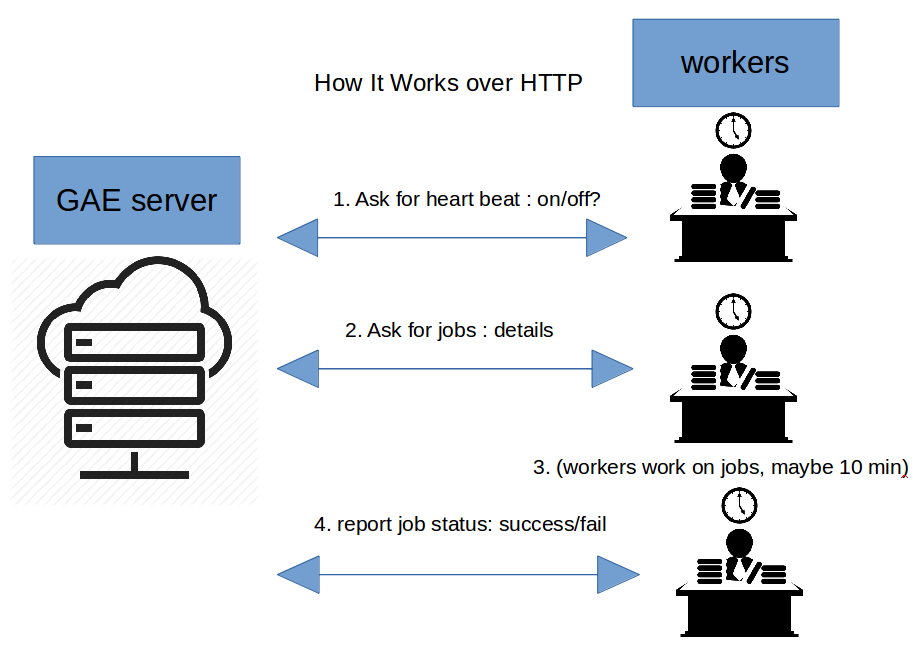 workers
How It Works over HTTP
GAE server
1. Ask for heart beat : on/off?
2. Ask for jobs : details
3. (workers work on jobs, maybe 10 min)
4. report job status: success/fail